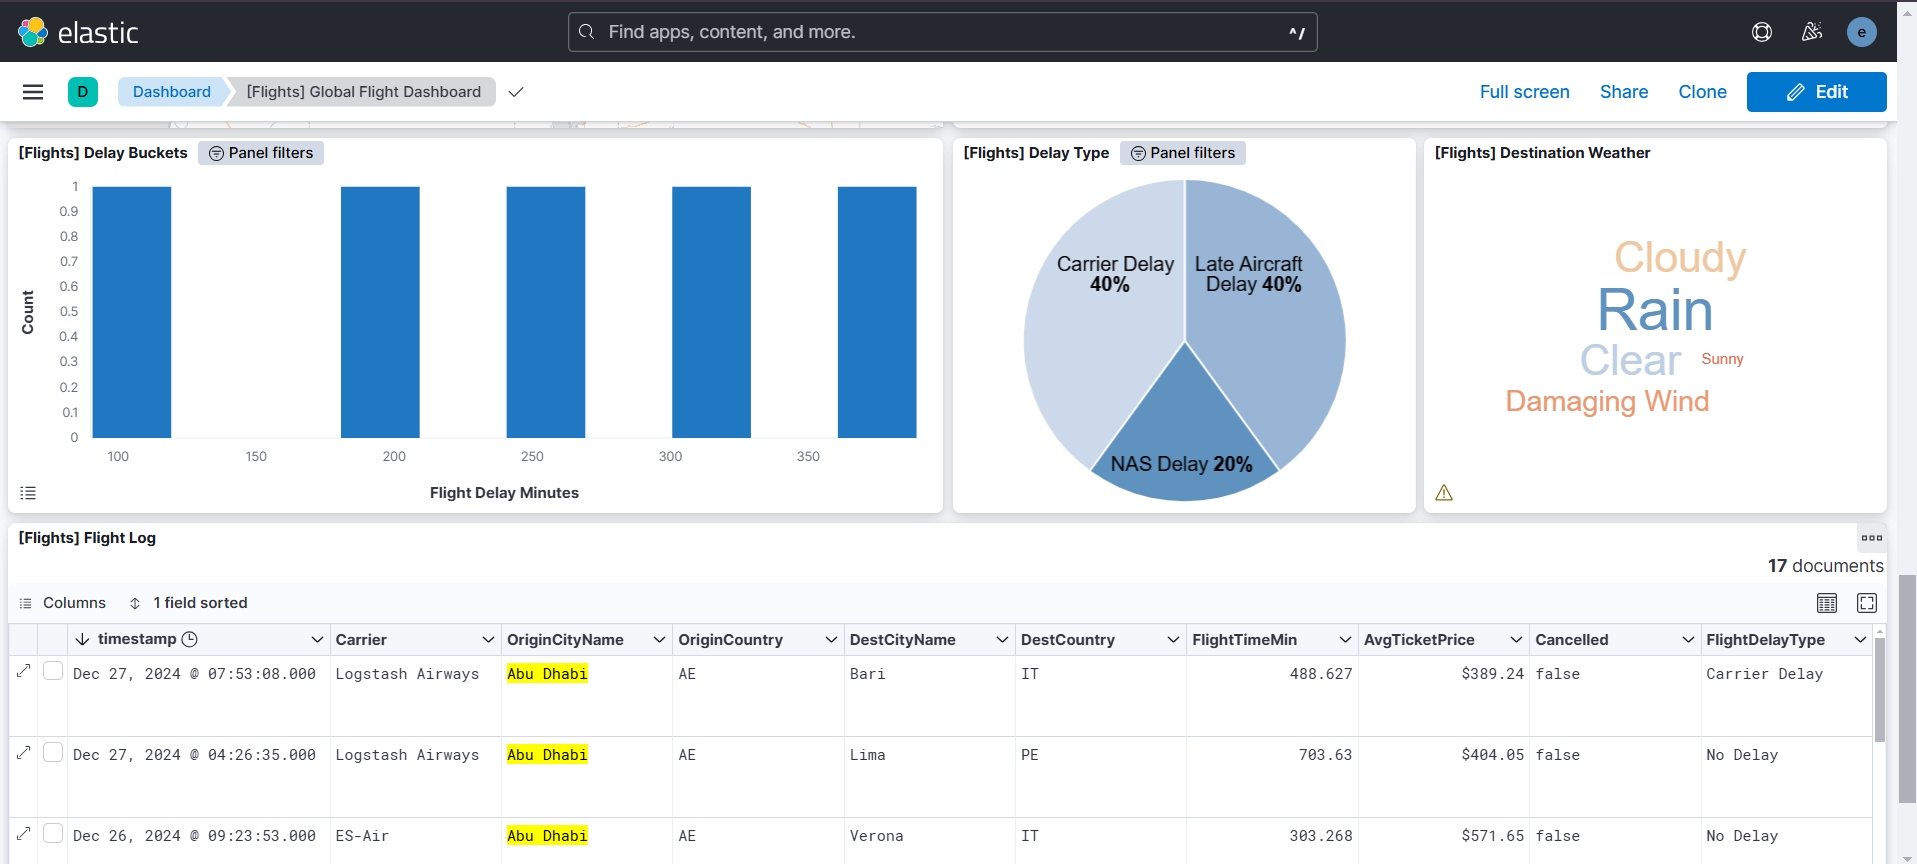 elastic
Find apps, content, and more.
^/
e
D
Dashboard
[Flights] Global Flight Dashboard
Full screen
Share
Clone
Edit
[Flights] Delay Buckets
Panel filters
1
0.9
0.8
0.7
0.6
0.5
0.4
0.3
0.2
0.1
0
Count
100 150 200 250 300 350
Flight Delay Minutes
[Flights] Delay Type
Panel filters
Carrier Delay
40%
Late Aircraft
Delay 40%
NAS Delay 20%
[Flights] Destination Weather
Cloudy
Rain
Clear
Sunny
Damaging Wind
[Flights] Flight Log
17 documents
Columns
1 field sorted
timestamp Carrier OriginCityName OriginCountry DestCityName DestCountry FlightTimeMin AvgTicketPrice Cancelled FlightDelayType
Dec 27, 2024 @ 07:53:08.000 Logstash Airways Abu Dhabi AE Bari IT 488.627 $389.24 false Carrier Delay
Dec 27, 2024 @ 04:26:35.000 Logstash Airways Abu Dhabi AE Lima PE 703.63 $404.05 false No Delay
Dec 26, 2024 @ 09:23:53.000 ES-Air Abu Dhabi AE Verona IT 303.268 $571.65 false No Delay